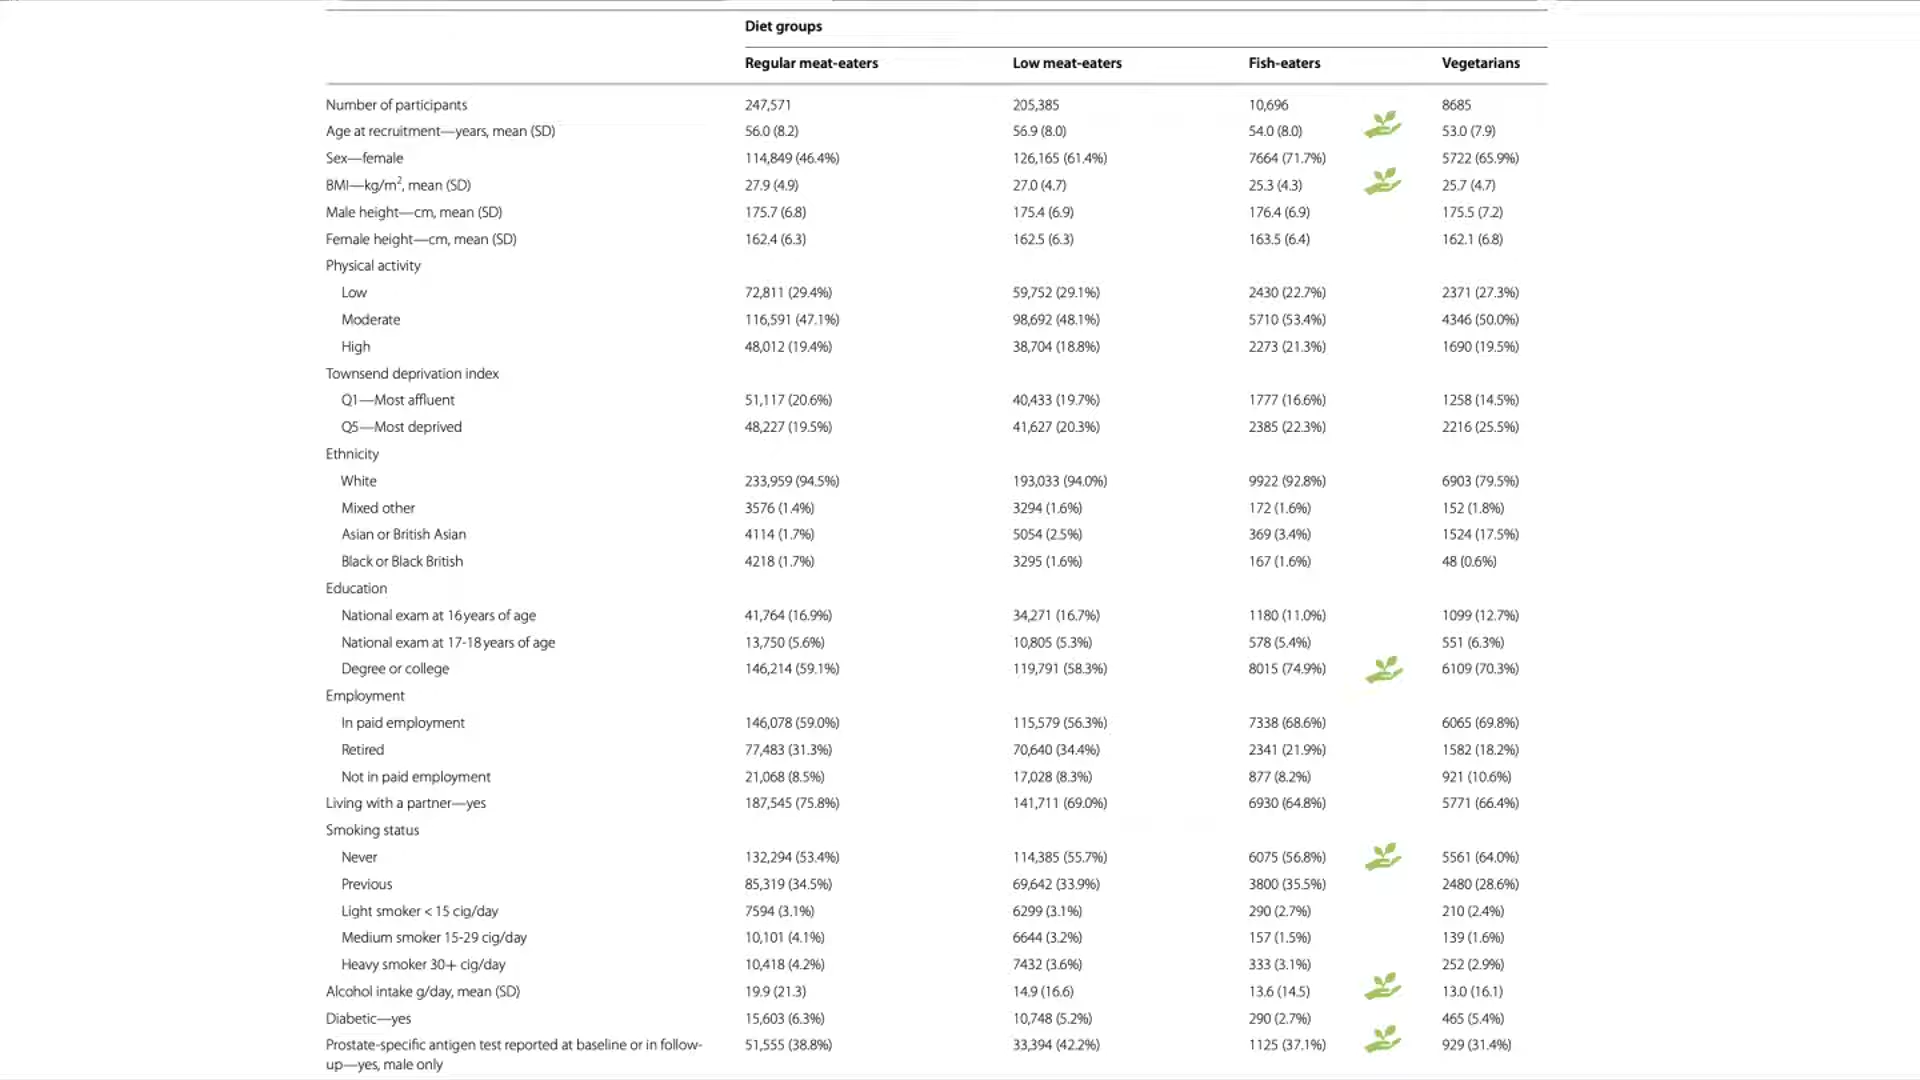 Diet groups
Regular meat-eaters Low meat-eaters Fish-eaters Vegetarians
Number of participants 247,571 205,385 10,696 8685
Age at recruitment—years, mean (SD) 56.0 (8.2) 56.9 (8.0) 54.0 (8.0) 53.0 (7.9)
Sex—female 114,849 (46.4%) 126,165 (61.4%) 7664 (71.7%) 5722 (65.9%)
BMI—kg/m², mean (SD) 27.9 (4.9) 27.0 (4.7) 25.3 (4.3) 25.7 (4.7)
Male height—cm, mean (SD) 175.7 (6.8) 175.4 (6.9) 176.4 (6.9) 175.5 (7.2)
Female height—cm, mean (SD) 162.4 (6.3) 162.5 (6.3) 163.5 (6.4) 162.1 (6.8)
Physical activity
Low 72,811 (29.4%) 59,752 (29.1%) 2430 (22.7%) 2371 (27.3%)
Moderate 116,591 (47.1%) 98,692 (48.1%) 5710 (53.4%) 4346 (50.0%)
High 48,012 (19.4%) 38,704 (18.8%) 2273 (21.3%) 1690 (19.5%)
Townsend deprivation index
Q1—Most affluent 51,117 (20.6%) 40,433 (19.7%) 1777 (16.6%) 1258 (14.5%)
Q5—Most deprived 48,227 (19.5%) 41,627 (20.3%) 2385 (22.3%) 2216 (25.5%)
Ethnicity
White 233,959 (94.5%) 193,033 (94.0%) 9922 (92.8%) 6903 (79.5%)
Mixed other 3576 (1.4%) 3294 (1.6%) 172 (1.6%) 152 (1.8%)
Asian or British Asian 4114 (1.7%) 5054 (2.5%) 369 (3.4%) 1524 (17.5%)
Black or Black British 4218 (1.7%) 3295 (1.6%) 167 (1.6%) 48 (0.6%)
Education
National exam at 16 years of age 41,764 (16.9%) 34,271 (16.7%) 1180 (11.0%) 1099 (12.7%)
National exam at 17-18 years of age 13,750 (5.6%) 10,805 (5.3%) 578 (5.4%) 551 (6.3%)
Degree or college 146,214 (59.1%) 119,791 (58.3%) 8015 (74.9%) 6109 (70.3%)
Employment
In paid employment 146,078 (59.0%) 115,579 (56.3%) 7338 (68.6%) 6065 (69.8%)
Retired 77,483 (31.3%) 70,640 (34.4%) 2341 (21.9%) 1582 (18.2%)
Not in paid employment 21,068 (8.5%) 17,028 (8.3%) 877 (8.2%) 921 (10.6%)
Living with a partner—yes 187,545 (75.8%) 141,711 (69.0%) 6930 (64.8%) 5771 (66.4%)
Smoking status
Never 132,294 (53.4%) 114,385 (55.7%) 6075 (56.8%) 5561 (64.0%)
Previous 85,319 (34.5%) 69,642 (33.9%) 3800 (35.5%) 2480 (28.6%)
Light smoker < 15 cig/day 7594 (3.1%) 6299 (3.1%) 290 (2.7%) 210 (2.4%)
Medium smoker 15-29 cig/day 10,101 (4.1%) 6644 (3.2%) 157 (1.5%) 139 (1.6%)
Heavy smoker 30+ cig/day 10,418 (4.2%) 7432 (3.6%) 333 (3.1%) 252 (2.9%)
Alcohol intake g/day, mean (SD) 19.9 (21.3) 14.9 (16.6) 13.6 (14.5) 13.0 (16.1)
Diabetic—yes 15,603 (6.3%) 10,748 (5.2%) 290 (2.7%) 465 (5.4%)
Prostate-specific antigen test reported at baseline or in follow- 51,555 (38.8%) 33,394 (42.2%) 1125 (37.1%) 929 (31.4%)
up—yes, male only